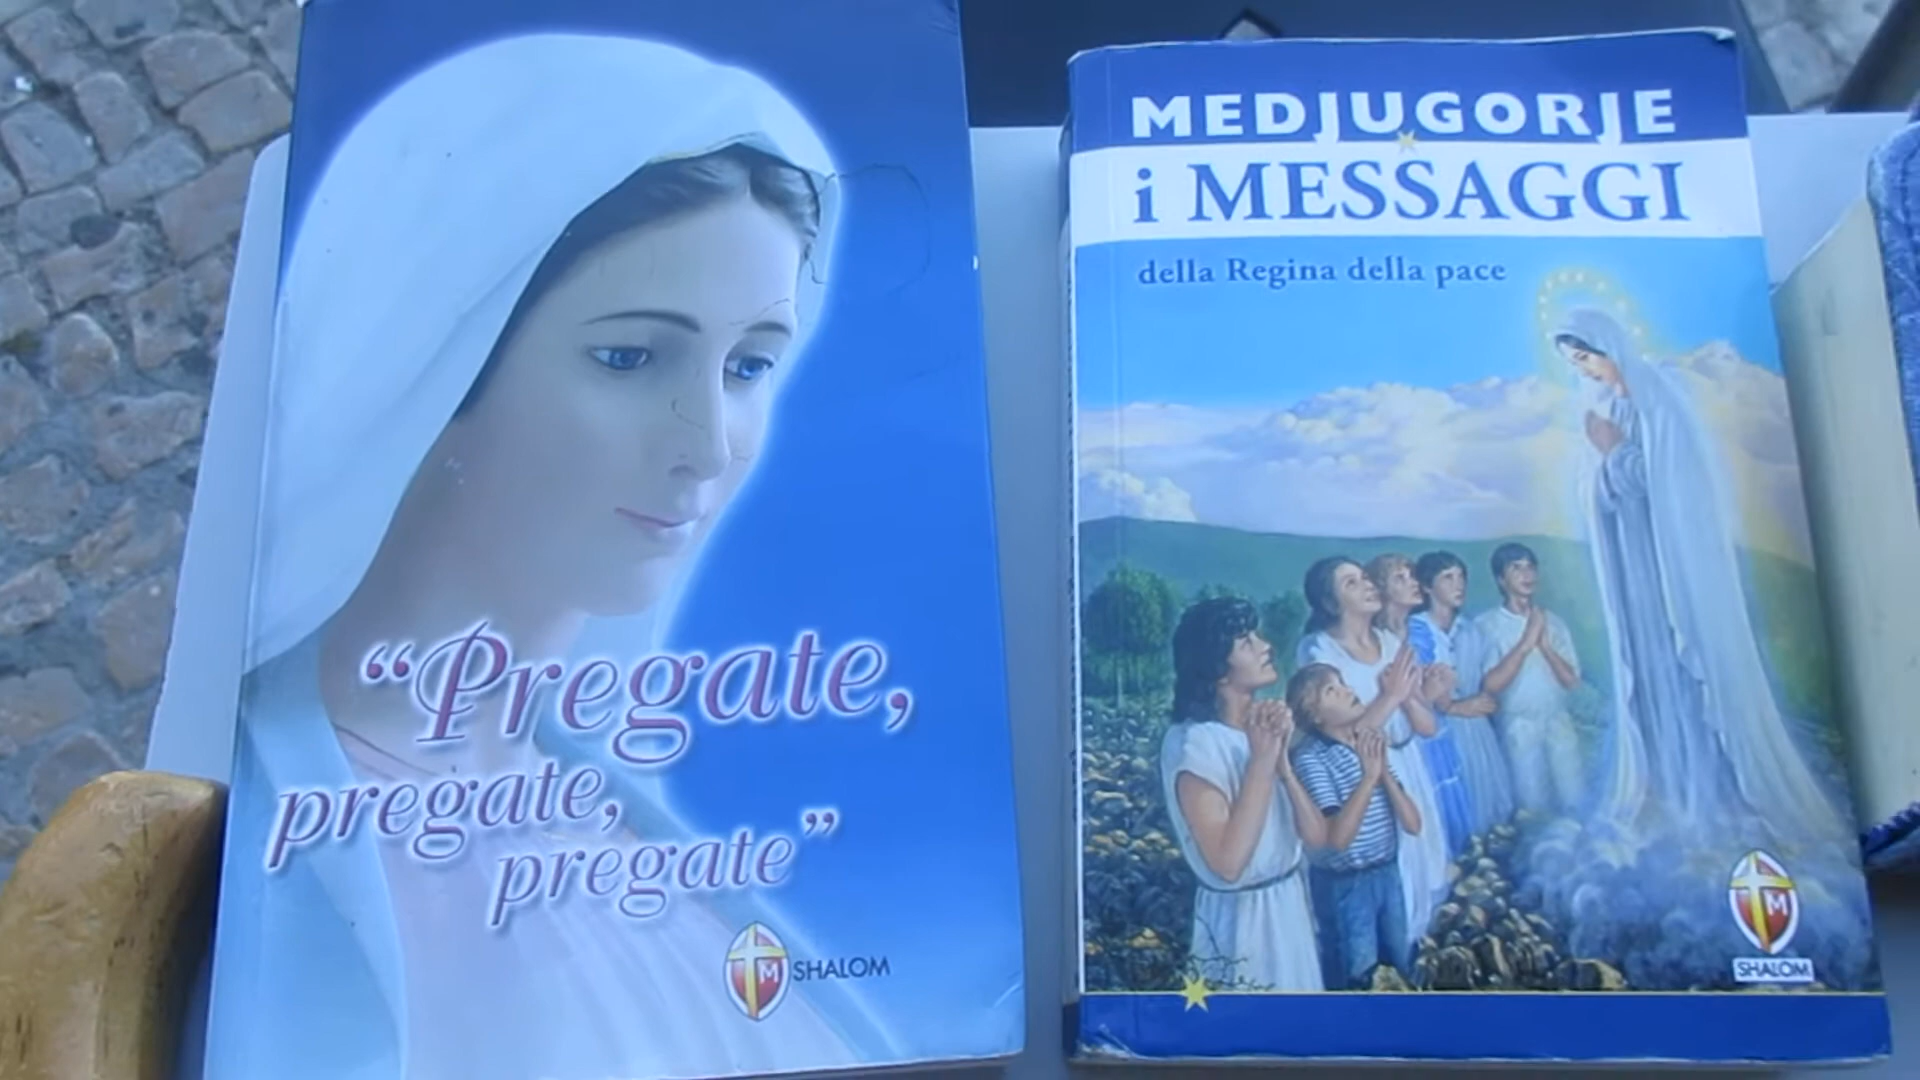 “Pregate,
pregate,
pregate”
M SHALOM
MEDJUGORJE
i MESSAGGI
della Regina della pace
M
SHALOM